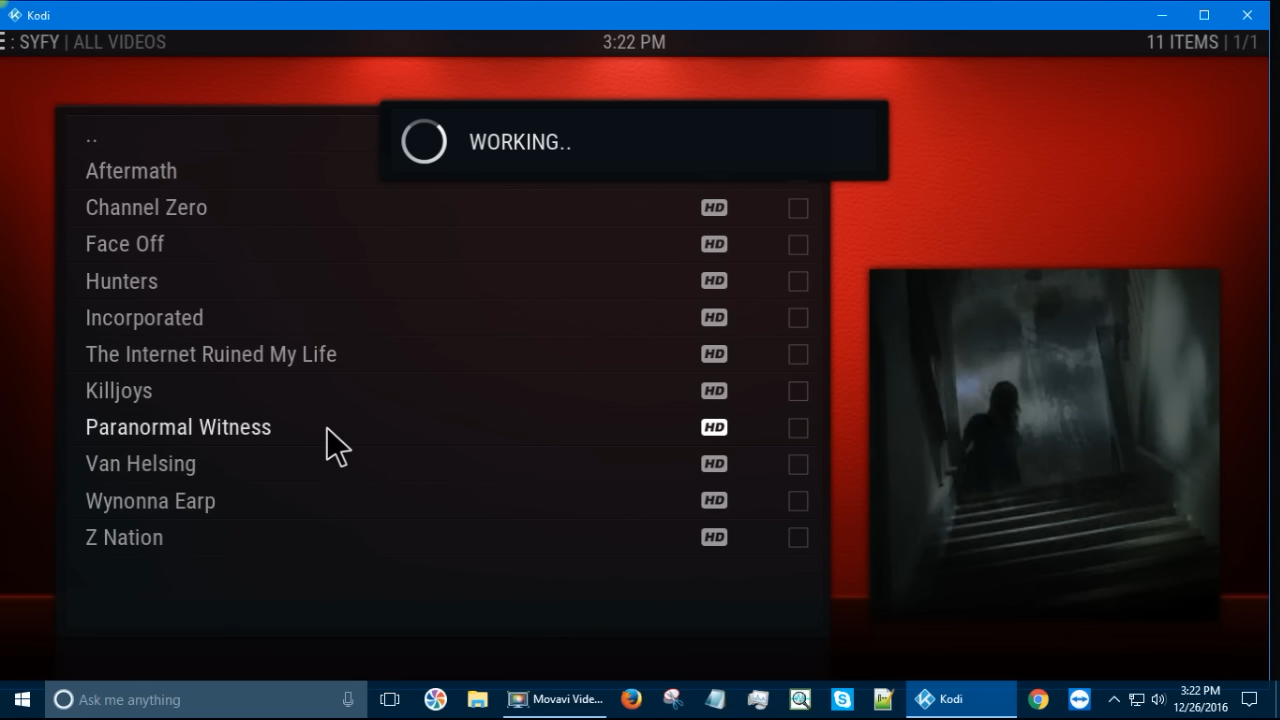 Kodi
: SYFY | ALL VIDEOS
3:22 PM
11 ITEMS | 1/1
WORKING..
..
Aftermath
Channel Zero HD
Face Off HD
Hunters HD
Incorporated HD
The Internet Ruined My Life HD
Killjoys HD
Paranormal Witness HD
Van Helsing HD
Wynonna Earp HD
Z Nation HD
Ask me anything
Movavi Vide...
Kodi
3:22 PM
12/26/2016